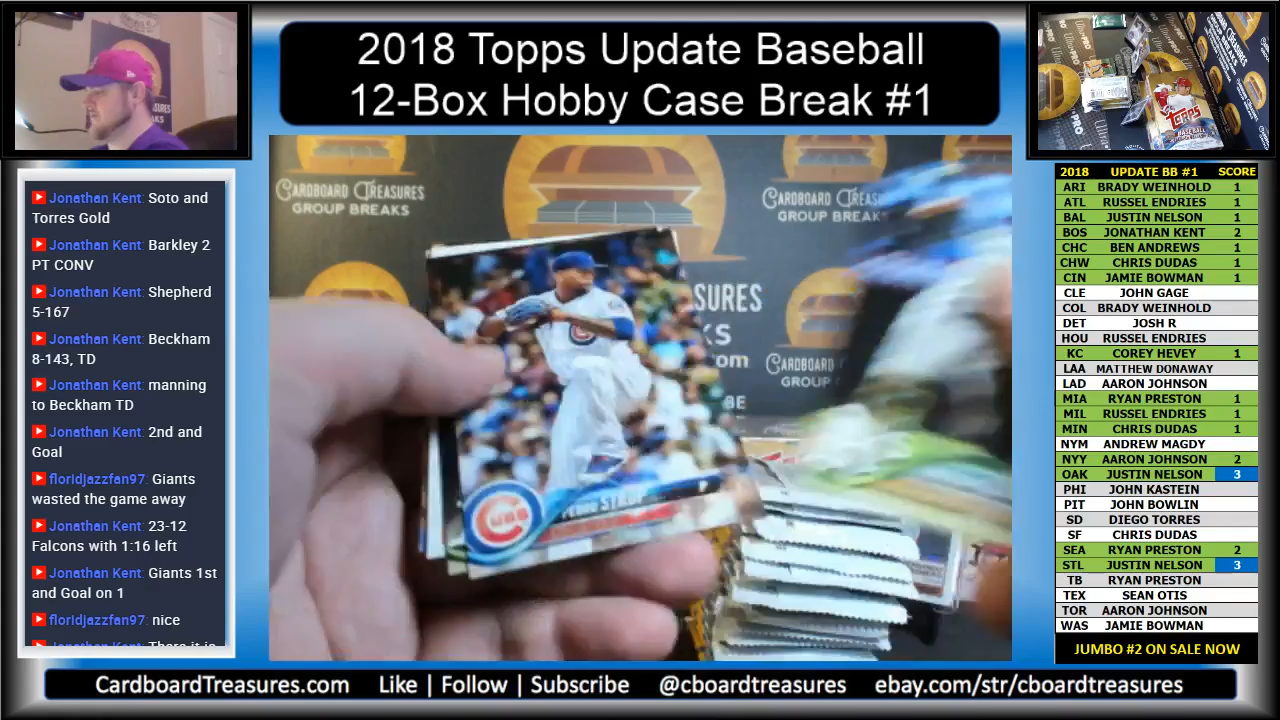 2018 Topps Update Baseball
12-Box Hobby Case Break #1
Jonathan Kent: Soto and
Torres Gold
Jonathan Kent: Barkley 2
PT CONV
Jonathan Kent: Shepherd
5-167
Jonathan Kent: Beckham
8-143, TD
Jonathan Kent: manning
to Beckham TD
Jonathan Kent: 2nd and
Goal
floridjazzfan97: Giants
wasted the game away
Jonathan Kent: 23-12
Falcons with 1:16 left
Jonathan Kent: Giants 1st
and Goal on 1
floridjazzfan97: nice
CARDBOARD TREASURES
GROUP BREAKS
CARDBOARD TREASURES
GROUP BREAKS
CUBS
TOPPS
BASEBALL
2018 UPDATE BB #1 SCORE
ARI BRADY WEINHOLD 1
ATL RUSSEL ENDRIES 1
BAL JUSTIN NELSON 1
BOS JONATHAN KENT 2
CHC BEN ANDREWS 1
CHW CHRIS DUDAS 1
CIN JAMIE BOWMAN 1
CLE JOHN GAGE
COL BRADY WEINHOLD
DET JOSH R
HOU RUSSEL ENDRIES
KC COREY HEVEY 1
LAA MATTHEW DONAWAY
LAD AARON JOHNSON
MIA RYAN PRESTON 1
MIL RUSSEL ENDRIES 1
MIN CHRIS DUDAS 1
NYM ANDREW MAGDY
NYY AARON JOHNSON 2
OAK JUSTIN NELSON 3
PHI JOHN KASTEIN
PIT JOHN BOWLIN
SD DIEGO TORRES
SF CHRIS DUDAS
SEA RYAN PRESTON 2
STL JUSTIN NELSON 3
TB RYAN PRESTON
TEX SEAN OTIS
TOR AARON JOHNSON
WAS JAMIE BOWMAN
JUMBO #2 ON SALE NOW
CardboardTreasures.com Like | Follow | Subscribe @cboardtreasures ebay.com/str/cboardtreasures